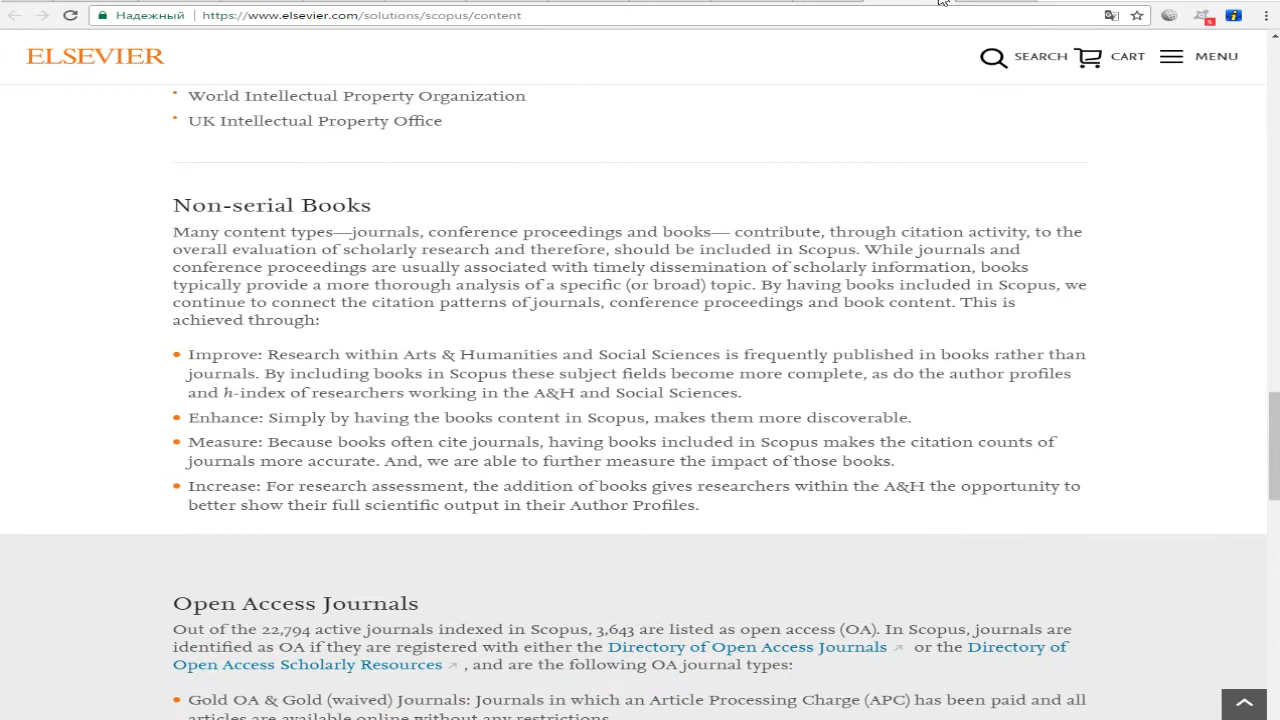 Надежный https://www.elsevier.com/solutions/scopus/content
5
ELSEVIER
SEARCH CART MENU
World Intellectual Property Organization
UK Intellectual Property Office
Non-serial Books
Many content types—journals, conference proceedings and books— contribute, through citation activity, to the
overall evaluation of scholarly research and therefore, should be included in Scopus. While journals and
conference proceedings are usually associated with timely dissemination of scholarly information, books
typically provide a more thorough analysis of a specific (or broad) topic. By having books included in Scopus, we
continue to connect the citation patterns of journals, conference proceedings and book content. This is
achieved through:
Improve: Research within Arts & Humanities and Social Sciences is frequently published in books rather than
journals. By including books in Scopus these subject fields become more complete, as do the author profiles
and h-index of researchers working in the A&H and Social Sciences.
Enhance: Simply by having the books content in Scopus, makes them more discoverable.
Measure: Because books often cite journals, having books included in Scopus makes the citation counts of
journals more accurate. And, we are able to further measure the impact of those books.
Increase: For research assessment, the addition of books gives researchers within the A&H the opportunity to
better show their full scientific output in their Author Profiles.
Open Access Journals
Out of the 22,794 active journals indexed in Scopus, 3,643 are listed as open access (OA). In Scopus, journals are
identified as OA if they are registered with either the Directory of Open Access Journals or the Directory of
Open Access Scholarly Resources , and are the following OA journal types:
Gold OA & Gold (waived) Journals: Journals in which an Article Processing Charge (APC) has been paid and all
articles are available online without any restrictions.